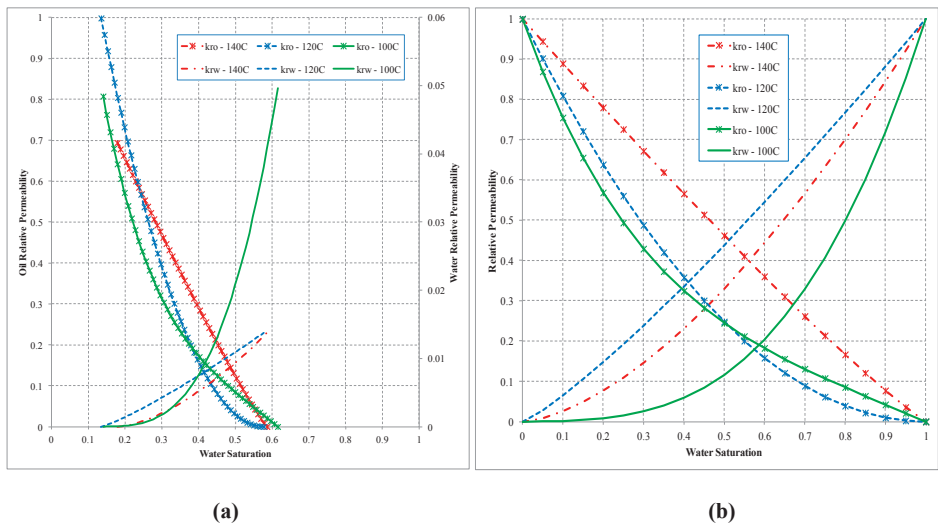 1
0.9
0.8
0.7
0.6
0.5
0.4
0.3
0.2
0.1
0
Oil Relative Permeability
kro - 140C kro - 120C kro - 100C
krw - 140C krw - 120C krw - 100C
0.06
0.05
0.04
0.03
0.02
0.01
0
Water Relative Permeability
0 0.1 0.2 0.3 0.4 0.5 0.6 0.7 0.8 0.9 1
Water Saturation
(a)
1
0.9
0.8
0.7
0.6
0.5
0.4
0.3
0.2
0.1
0
Relative Permeability
kro - 140C
krw - 140C
kro - 120C
krw - 120C
kro - 100C
krw - 100C
0 0.1 0.2 0.3 0.4 0.5 0.6 0.7 0.8 0.9 1
Water Saturation
(b)